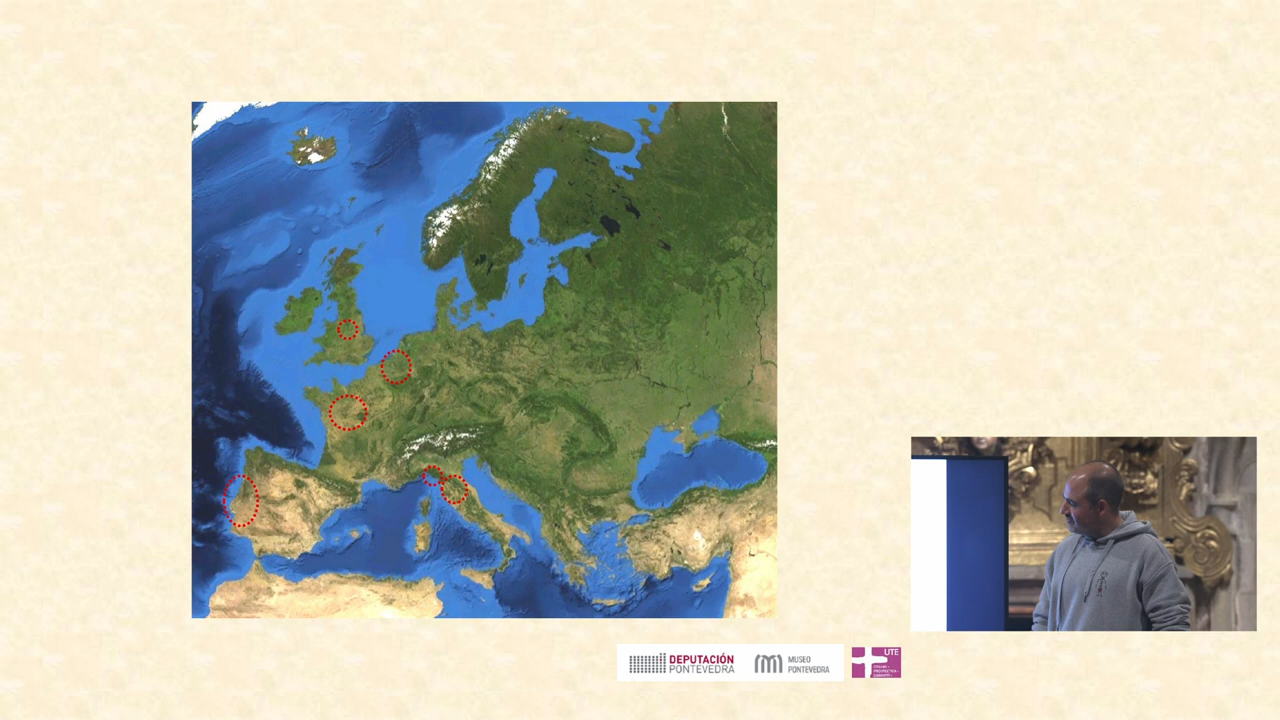 DEPUTACIÓN
PONTEVEDRA
MUSEO
PONTEVEDRA
UTE